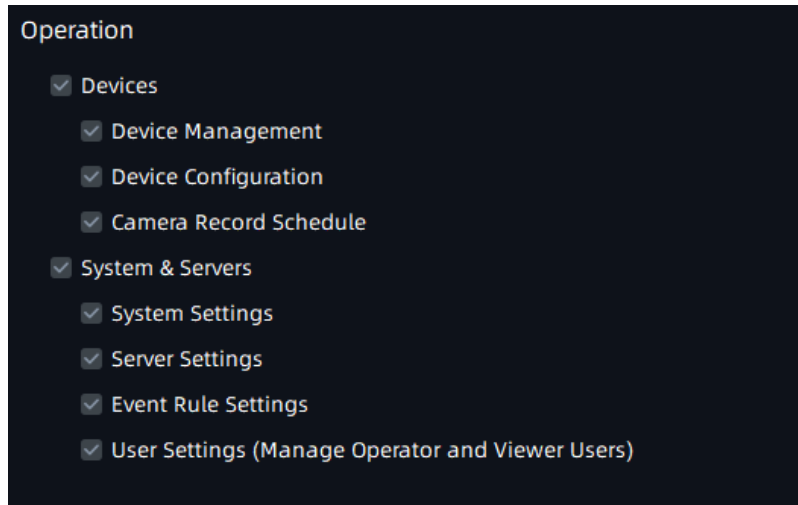 Operation
Devices
Device Management
Device Configuration
Camera Record Schedule
System & Servers
System Settings
Server Settings
Event Rule Settings
User Settings (Manage Operator and Viewer Users)